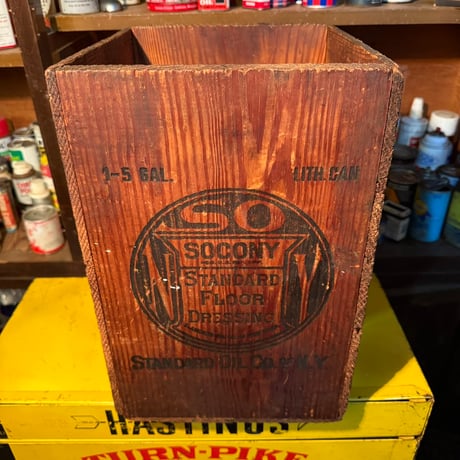 1-5 GAL. LITH CAN
SO
SOCONY
STANDARD
FLOOR
DRESSING
N Y
STANDARD OIL CO. OF N.Y.
HASTINGS
TURN-PIKE